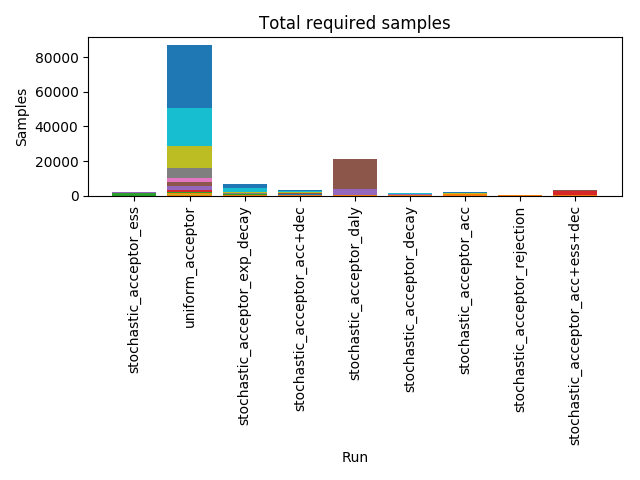 Total required samples
Samples
80000
60000
40000
20000
0
stochastic_acceptor_ess
uniform_acceptor
stochastic_acceptor_exp_decay
stochastic_acceptor_acc+dec
stochastic_acceptor_daly
stochastic_acceptor_decay
stochastic_acceptor_acc
stochastic_acceptor_rejection
stochastic_acceptor_acc+ess+dec
Run